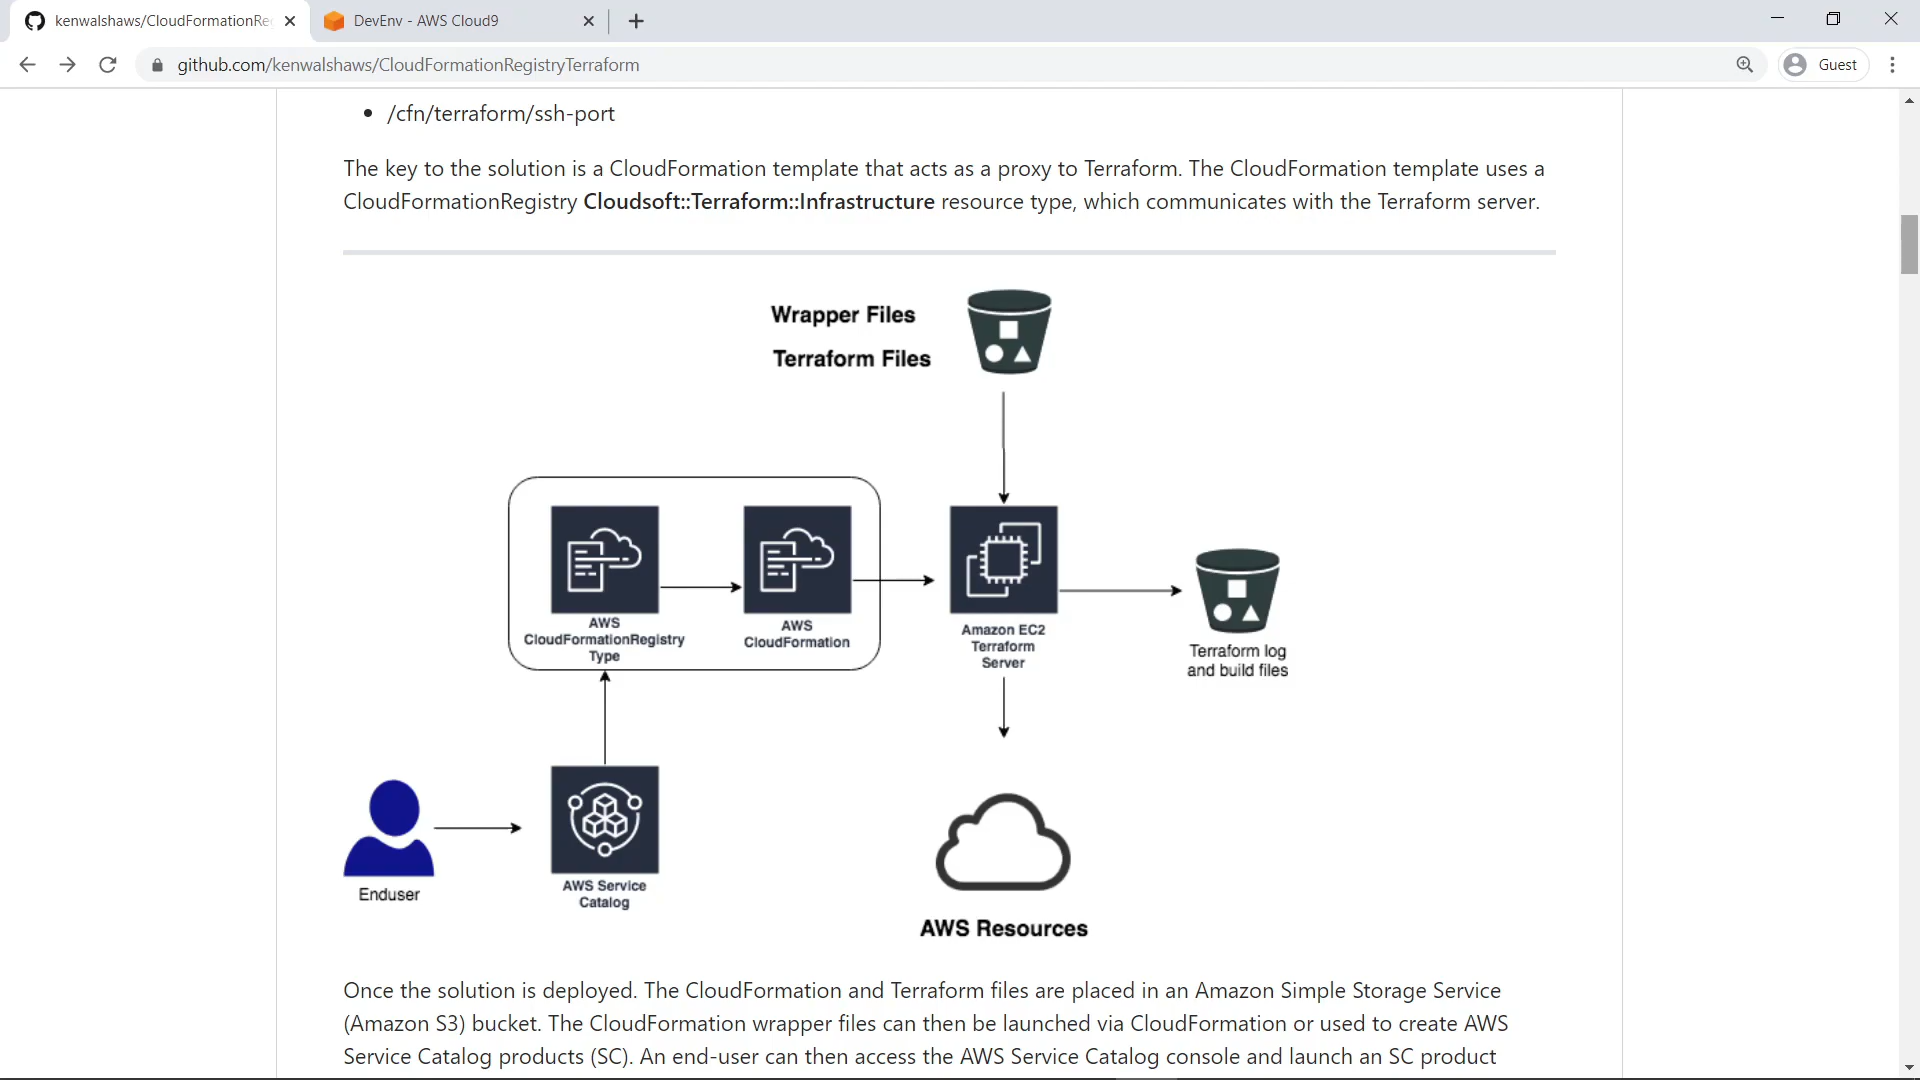 kenwalshaws/CloudFormationRe
DevEnv - AWS Cloud9
github.com/kenwalshaws/CloudFormationRegistryTerraform
Guest
• /cfn/terraform/ssh-port
The key to the solution is a CloudFormation template that acts as a proxy to Terraform. The CloudFormation template uses a
CloudFormationRegistry Cloudsoft::Terraform::Infrastructure resource type, which communicates with the Terraform server.
Wrapper Files
Terraform Files
AWS
CloudFormationRegistry
Type
AWS
CloudFormation
Amazon EC2
Terraform
Server
Terraform log
and build files
Enduser
AWS Service
Catalog
AWS Resources
Once the solution is deployed. The CloudFormation and Terraform files are placed in an Amazon Simple Storage Service
(Amazon S3) bucket. The CloudFormation wrapper files can then be launched via CloudFormation or used to create AWS
Service Catalog products (SC). An end-user can then access the AWS Service Catalog console and launch an SC product